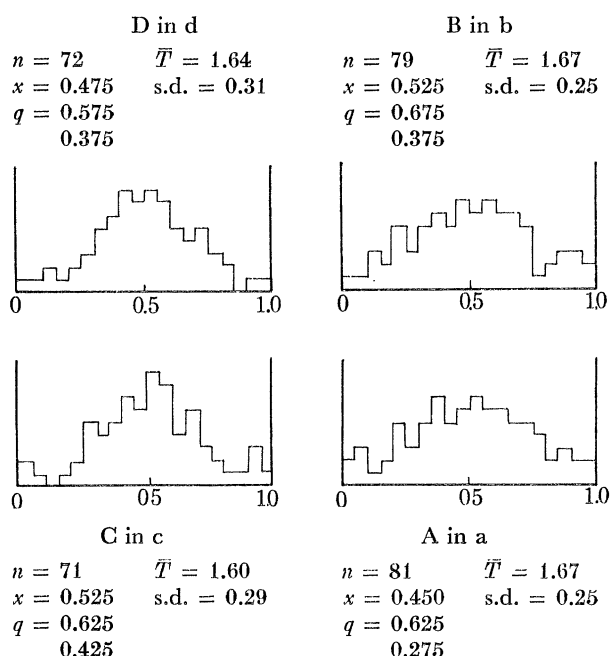 D in d
n = 72 T̄ = 1.64
x = 0.475 s.d. = 0.31
q = 0.575
0.375
B in b
n = 79 T̄ = 1.67
x = 0.525 s.d. = 0.25
q = 0.675
0.375
0 0.5 1.0
0 0.5 1.0
0 0.5 1.0
0 0.5 1.0
C in c
n = 71 T̄ = 1.60
x = 0.525 s.d. = 0.29
q = 0.625
0.425
A in a
n = 81 T̄ = 1.67
x = 0.450 s.d. = 0.25
q = 0.625
0.275